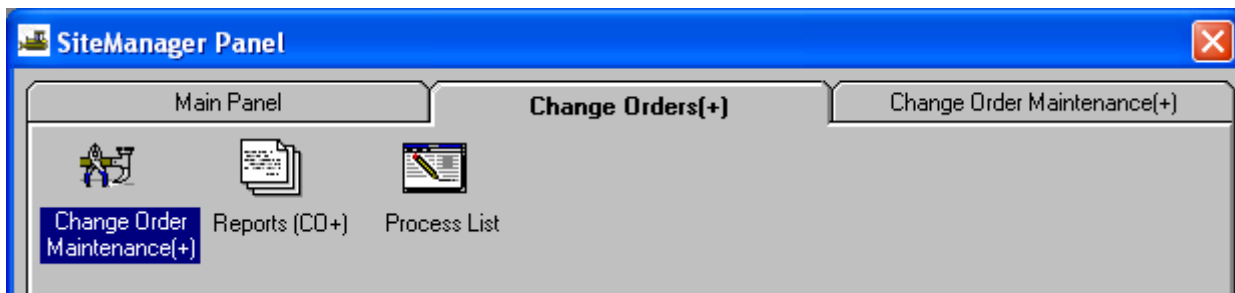 SiteManager Panel
Main Panel
Change Orders(+)
Change Order Maintenance(+)
Change Order
Maintenance(+)
Reports (CO+)
Process List